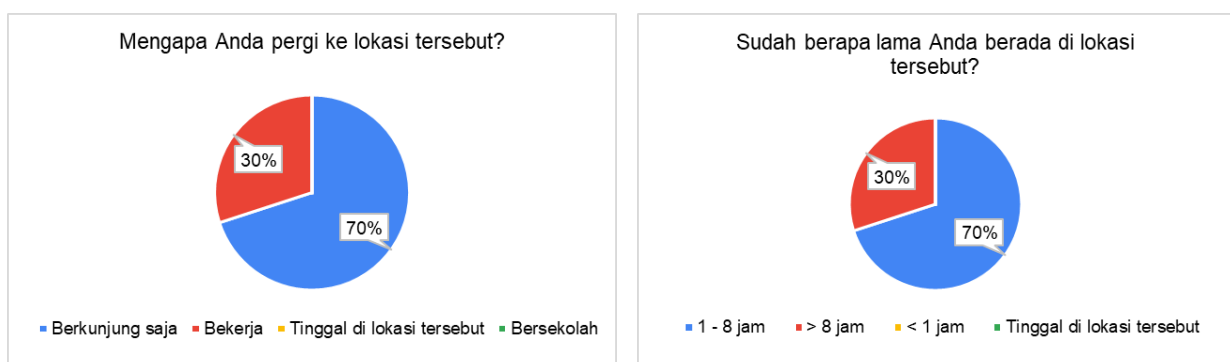 Mengapa Anda pergi ke lokasi tersebut?
30%
70%
Berkunjung saja Bekerja Tinggal di lokasi tersebut Bersekolah
Sudah berapa lama Anda berada di lokasi
tersebut?
30%
70%
1 - 8 jam > 8 jam < 1 jam Tinggal di lokasi tersebut